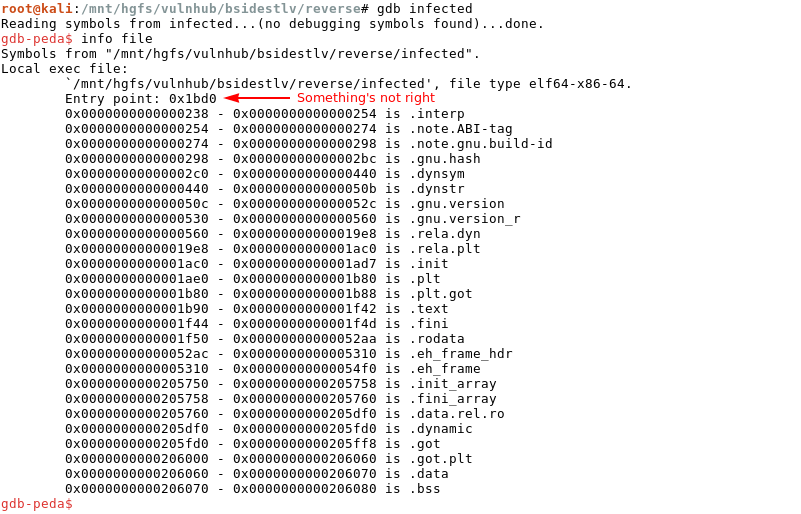 root@kali:/mnt/hgfs/vulnhub/bsidestlv/reverse# gdb infected
Reading symbols from infected...(no debugging symbols found)...done.
gdb-peda$ info file
Symbols from "/mnt/hgfs/vulnhub/bsidestlv/reverse/infected".
Local exec file:
`/mnt/hgfs/vulnhub/bsidestlv/reverse/infected', file type elf64-x86-64.
Entry point: 0x1bd0 Something's not right
0x0000000000000238 - 0x0000000000000254 is .interp
0x0000000000000254 - 0x0000000000000274 is .note.ABI-tag
0x0000000000000274 - 0x0000000000000298 is .note.gnu.build-id
0x0000000000000298 - 0x00000000000002bc is .gnu.hash
0x00000000000002c0 - 0x0000000000000440 is .dynsym
0x0000000000000440 - 0x000000000000050b is .dynstr
0x000000000000050c - 0x000000000000052c is .gnu.version
0x0000000000000530 - 0x0000000000000560 is .gnu.version_r
0x0000000000000560 - 0x00000000000019e8 is .rela.dyn
0x00000000000019e8 - 0x0000000000001ac0 is .rela.plt
0x0000000000001ac0 - 0x0000000000001ad7 is .init
0x0000000000001ae0 - 0x0000000000001b80 is .plt
0x0000000000001b80 - 0x0000000000001b88 is .plt.got
0x0000000000001b90 - 0x0000000000001f42 is .text
0x0000000000001f44 - 0x0000000000001f4d is .fini
0x0000000000001f50 - 0x00000000000052aa is .rodata
0x00000000000052ac - 0x0000000000005310 is .eh_frame_hdr
0x0000000000005310 - 0x00000000000054f0 is .eh_frame
0x0000000000205750 - 0x0000000000205758 is .init_array
0x0000000000205758 - 0x0000000000205760 is .fini_array
0x0000000000205760 - 0x0000000000205df0 is .data.rel.ro
0x0000000000205df0 - 0x0000000000205fd0 is .dynamic
0x0000000000205fd0 - 0x0000000000205ff8 is .got
0x0000000000206000 - 0x0000000000206060 is .got.plt
0x0000000000206060 - 0x0000000000206070 is .data
0x0000000000206070 - 0x0000000000206080 is .bss
gdb-peda$